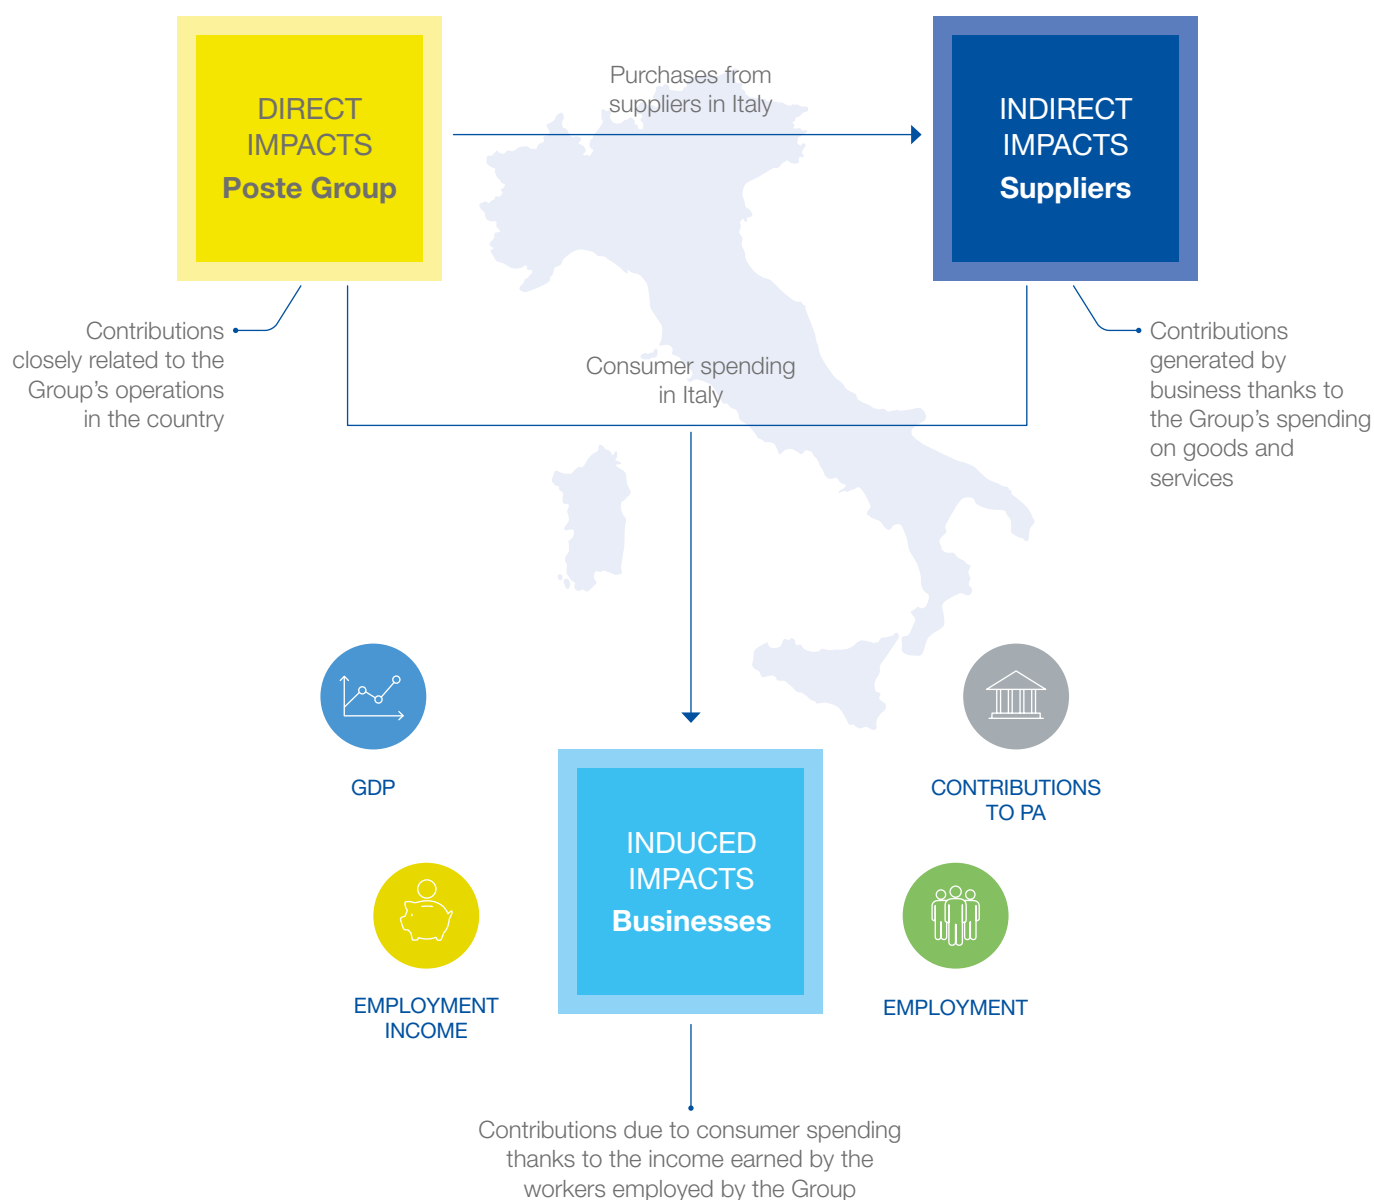 DIRECT
IMPACTS
Poste Group
Purchases from
suppliers in Italy
INDIRECT
IMPACTS
Suppliers
Contributions
closely related to the
Group's operations
in the country
Consumer spending
in Italy
Contributions
generated by
business thanks to
the Group's spending
on goods and
services
GDP
CONTRIBUTIONS
TO PA
INDUCED
IMPACTS
Businesses
EMPLOYMENT
INCOME
EMPLOYMENT
Contributions due to consumer spending
thanks to the income earned by the
workers employed by the Group